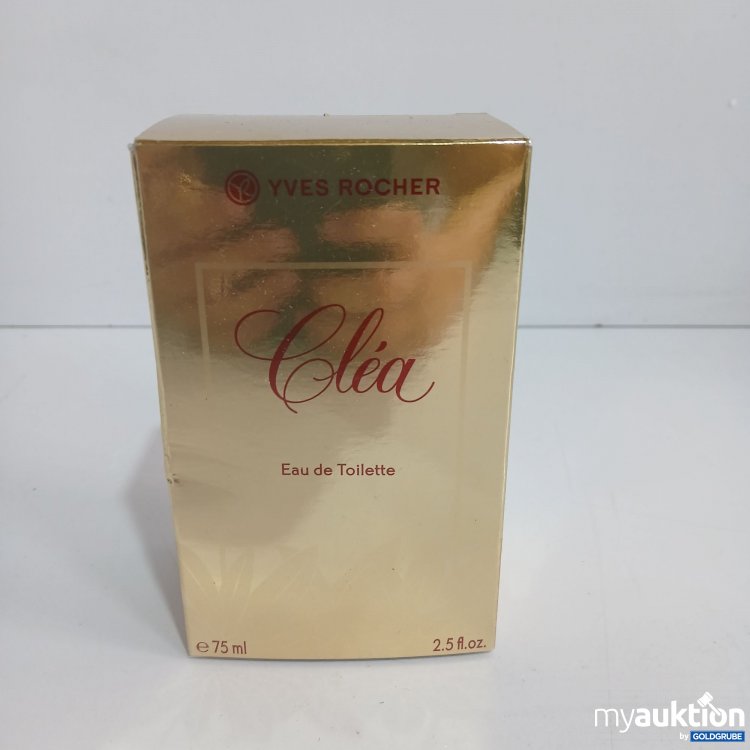 YVES ROCHER
Cléa
Eau de Toilette
℮ 75 ml 2.5 fl.oz.
myauktion
by GOLDGRUBE